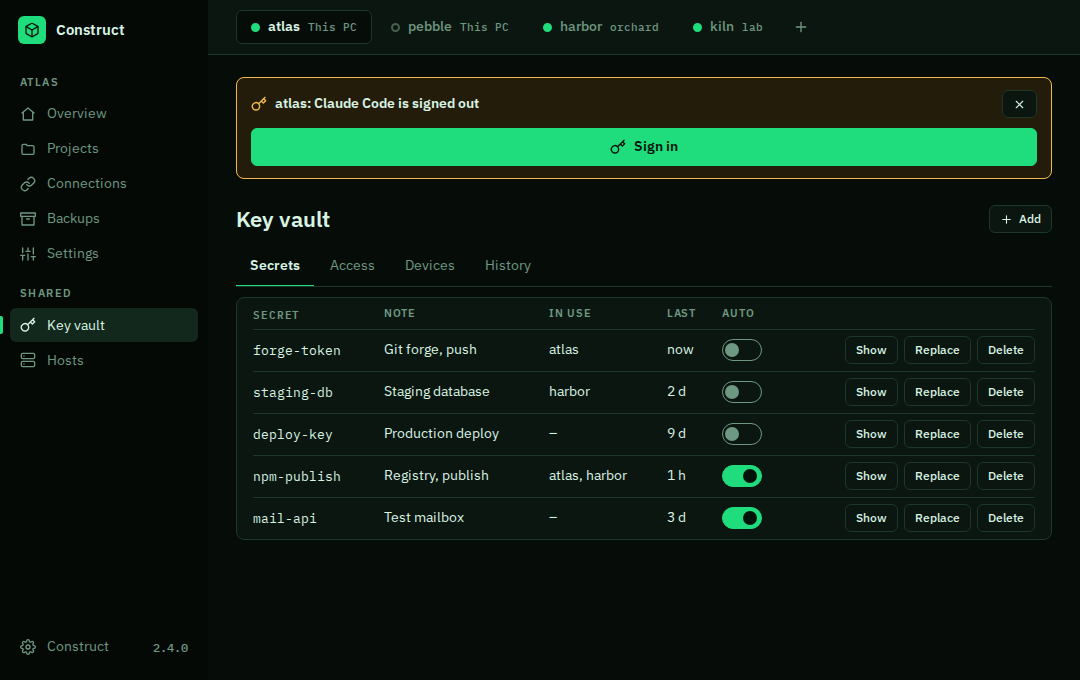 Construct
atlas This PC
pebble This PC
harbor orchard
kiln lab
ATLAS
Overview
Projects
Connections
Backups
Settings
SHARED
Key vault
Hosts
Construct 2.4.0
atlas: Claude Code is signed out
Sign in
Key vault
Add
Secrets Access Devices History
SECRET NOTE IN USE LAST AUTO
forge-token Git forge, push atlas now Show Replace Delete
staging-db Staging database harbor 2 d Show Replace Delete
deploy-key Production deploy – 9 d Show Replace Delete
npm-publish Registry, publish atlas, harbor 1 h Show Replace Delete
mail-api Test mailbox – 3 d Show Replace Delete